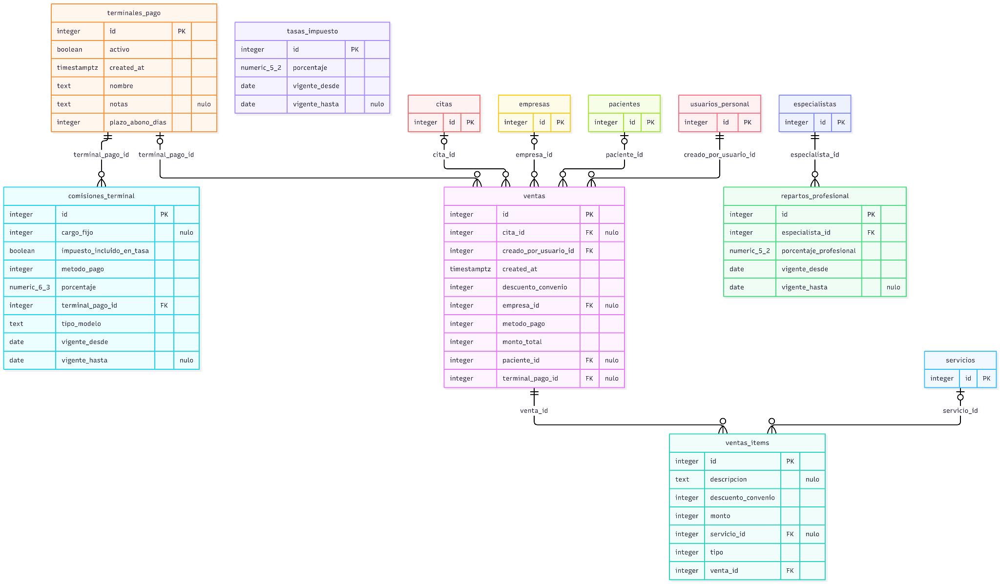 terminales_pago
integer id PK
boolean activo
timestamptz created_at
text nombre
text notas nulo
integer plazo_abono_dias
tasas_impuesto
integer id PK
numeric_5_2 porcentaje
date vigente_desde
date vigente_hasta nulo
citas
integer id PK
empresas
integer id PK
pacientes
integer id PK
usuarios_personal
integer id PK
especialistas
integer id PK
terminal_pago_id
terminal_pago_id
cita_id
empresa_id
paciente_id
creado_por_usuario_id
especialista_id
comisiones_terminal
integer id PK
integer cargo_fijo nulo
boolean impuesto_incluido_en_tasa
integer metodo_pago
numeric_6_3 porcentaje
integer terminal_pago_id FK
text tipo_modelo
date vigente_desde
date vigente_hasta nulo
ventas
integer id PK
integer cita_id FK nulo
integer creado_por_usuario_id FK
timestamptz created_at
integer descuento_convenio
integer empresa_id FK nulo
integer metodo_pago
integer monto_total
integer paciente_id FK nulo
integer terminal_pago_id FK nulo
repartos_profesional
integer id PK
integer especialista_id FK
numeric_5_2 porcentaje_profesional
date vigente_desde
date vigente_hasta nulo
servicios
integer id PK
venta_id
servicio_id
ventas_items
integer id PK
text descripcion nulo
integer descuento_convenio
integer monto
integer servicio_id FK nulo
integer tipo
integer venta_id FK